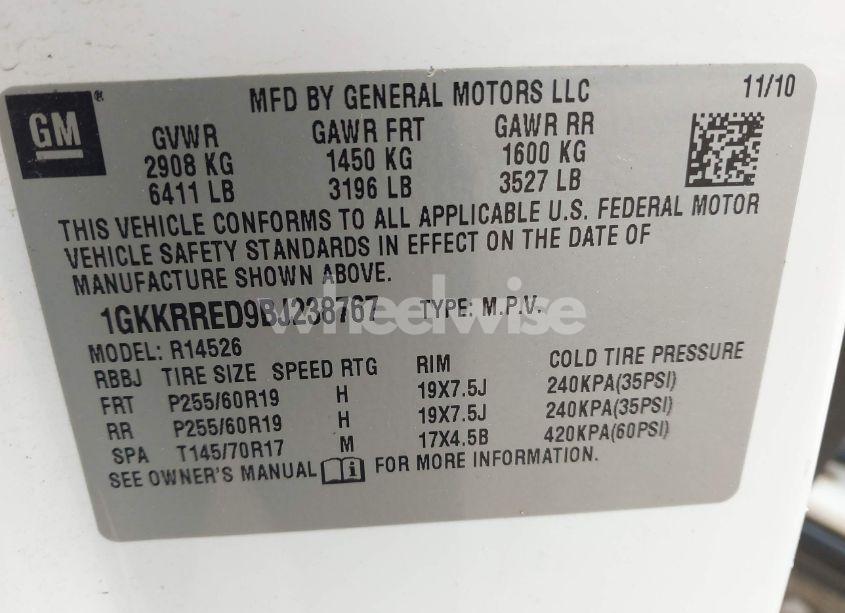 GM ®
MFD BY GENERAL MOTORS LLC 11/10
GVWR GAWR FRT GAWR RR
2908 KG 1450 KG 1600 KG
6411 LB 3196 LB 3527 LB
THIS VEHICLE CONFORMS TO ALL APPLICABLE U.S. FEDERAL MOTOR
VEHICLE SAFETY STANDARDS IN EFFECT ON THE DATE OF
MANUFACTURE SHOWN ABOVE.
wheelwise
1GKKRRED9BJ238767 TYPE: M.P.V.
MODEL: R14526
RBBJ TIRE SIZE SPEED RTG RIM COLD TIRE PRESSURE
FRT P255/60R19 H 19X7.5J 240KPA(35PSI)
RR P255/60R19 H 19X7.5J 240KPA(35PSI)
SPA T145/70R17 M 17X4.5B 420KPA(60PSI)
SEE OWNER'S MANUAL FOR MORE INFORMATION.